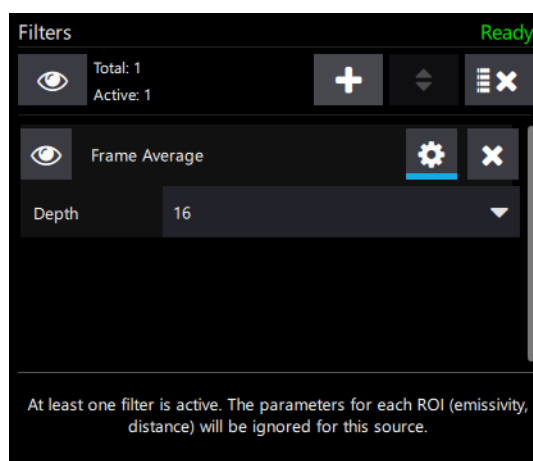 Filters
Ready
Total: 1
Active: 1
Frame Average
Depth
16
At least one filter is active. The parameters for each ROI (emissivity,
distance) will be ignored for this source.